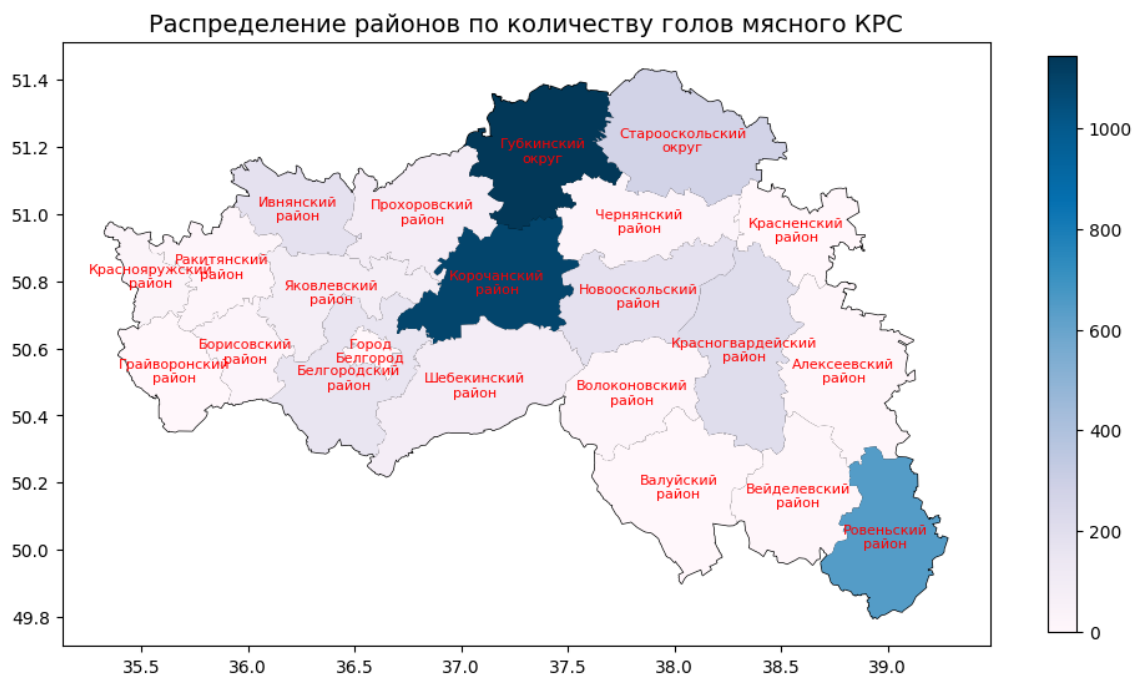 Распределение районов по количеству голов мясного КРС
51.4
51.2
51.0
50.8
50.6
50.4
50.2
50.0
49.8
35.5
36.0
36.5
37.0
37.5
38.0
38.5
39.0
Губкинский
округ
Старооскольский
округ
Ивнянский
район
Прохоровский
район
Чернянский
район
Красненский
район
Краснояружский
район
Ракитянский
район
Яковлевский
район
Корочанский
район
Новооскольский
район
Грайворонский
район
Борисовский
район
Город
Белгород
Белгородский
район
Шебекинский
район
Красногвардейский
район
Волоконовский
район
Алексеевский
район
Валуйский
район
Вейделевский
район
Ровеньский
район
1000
800
600
400
200
0